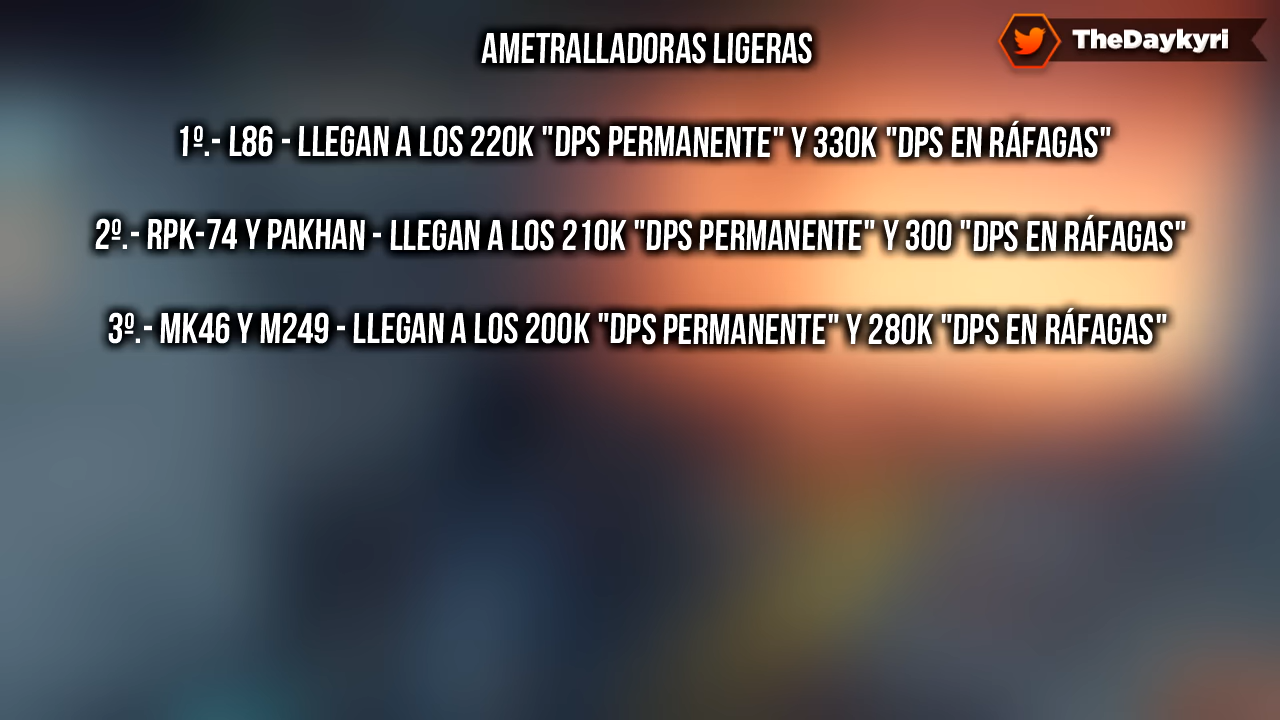 AMETRALLADORAS LIGERAS
TheDaykyri
1º.- L86 - LLEGAN A LOS 220K "DPS PERMANENTE" Y 330K "DPS EN RÁFAGAS"
2º.- RPK-74 Y PAKHAN - LLEGAN A LOS 210K "DPS PERMANENTE" Y 300 "DPS EN RÁFAGAS"
3º.- MK46 Y M249 - LLEGAN A LOS 200K "DPS PERMANENTE" Y 280K "DPS EN RÁFAGAS"